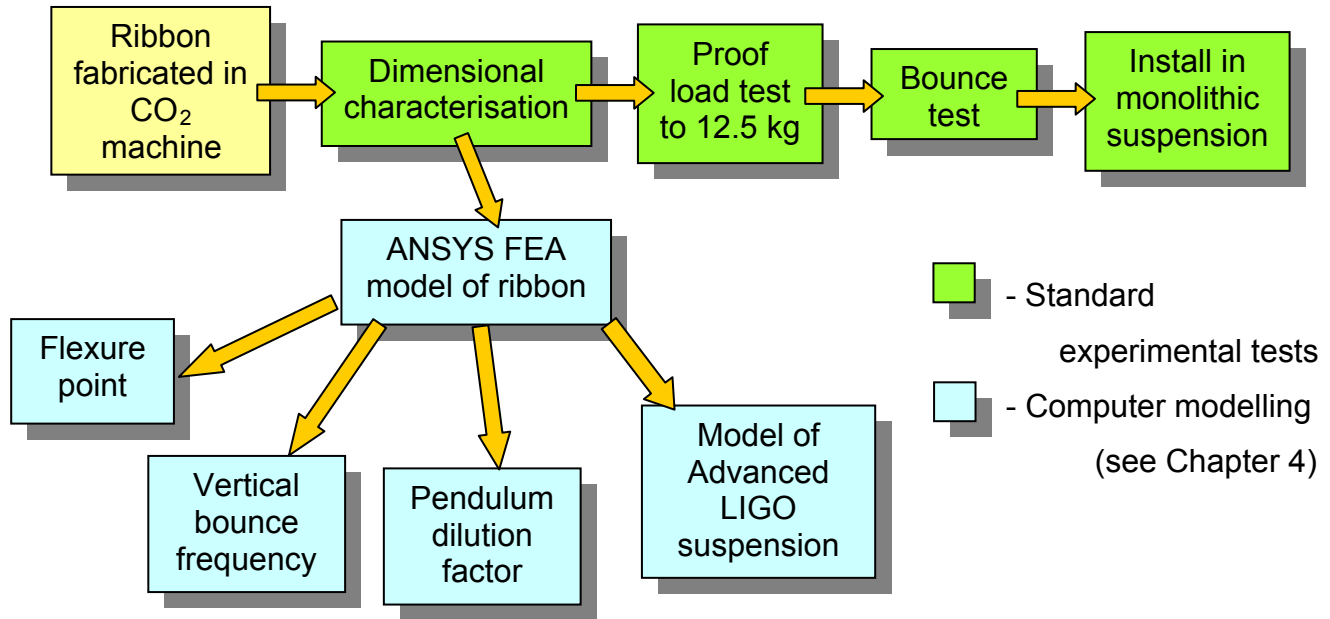 Ribbon
fabricated in
CO₂
machine
Dimensional
characterisation
Proof
load test
to 12.5 kg
Bounce
test
Install in
monolithic
suspension
ANSYS FEA
model of ribbon
Flexure
point
Vertical
bounce
frequency
Pendulum
dilution
factor
Model of
Advanced
LIGO
suspension
- Standard
experimental tests
- Computer modelling
(see Chapter 4)